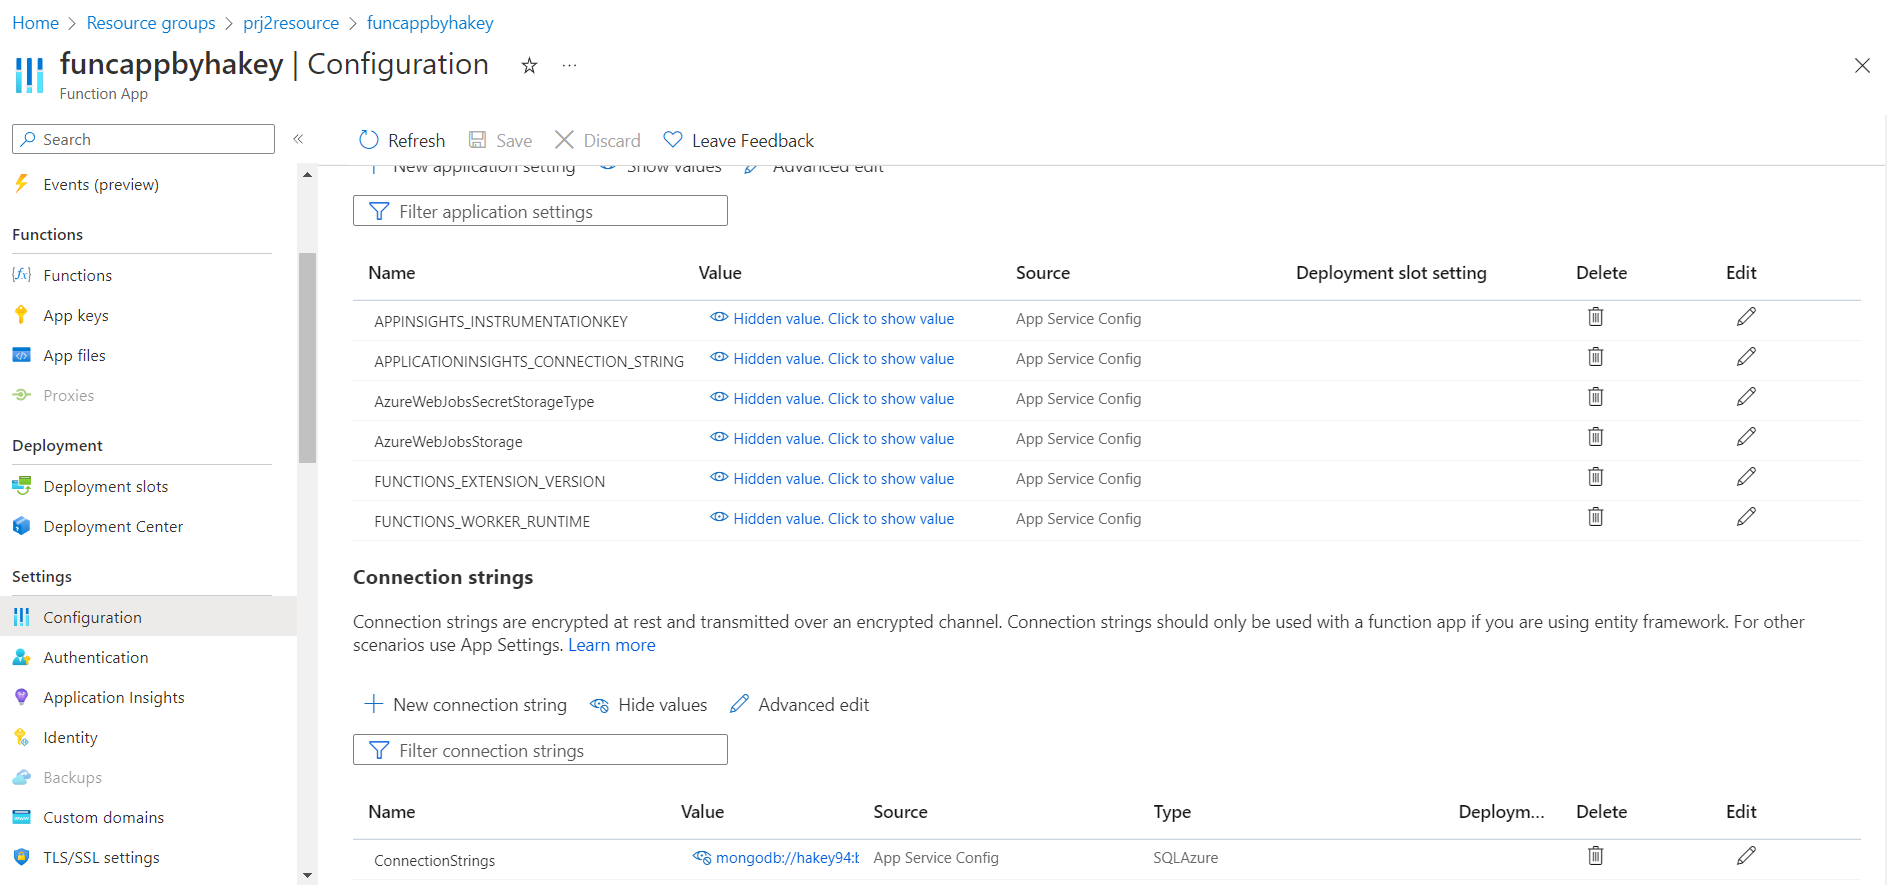 Home > Resource groups > prj2resource > funcappbyhakey
funcappbyhakey | Configuration ☆ ...
Function App
Search «
Refresh Save Discard Leave Feedback
Events (preview)
Functions
Functions
App keys
App files
Proxies
Deployment
Deployment slots
Deployment Center
Settings
Configuration
Authentication
Application Insights
Identity
Backups
Custom domains
TLS/SSL settings
New application setting Show values Advanced edit
Filter application settings
Name Value Source Deployment slot setting Delete Edit
APPINSIGHTS_INSTRUMENTATIONKEY Hidden value. Click to show value App Service Config
APPLICATIONINSIGHTS_CONNECTION_STRING Hidden value. Click to show value App Service Config
AzureWebJobsSecretStorageType Hidden value. Click to show value App Service Config
AzureWebJobsStorage Hidden value. Click to show value App Service Config
FUNCTIONS_EXTENSION_VERSION Hidden value. Click to show value App Service Config
FUNCTIONS_WORKER_RUNTIME Hidden value. Click to show value App Service Config
Connection strings
Connection strings are encrypted at rest and transmitted over an encrypted channel. Connection strings should only be used with a function app if you are using entity framework. For other
scenarios use App Settings. Learn more
New connection string Hide values Advanced edit
Filter connection strings
Name Value Source Type Deploym... Delete Edit
ConnectionStrings mongodb://hakey94:b App Service Config SQLAzure